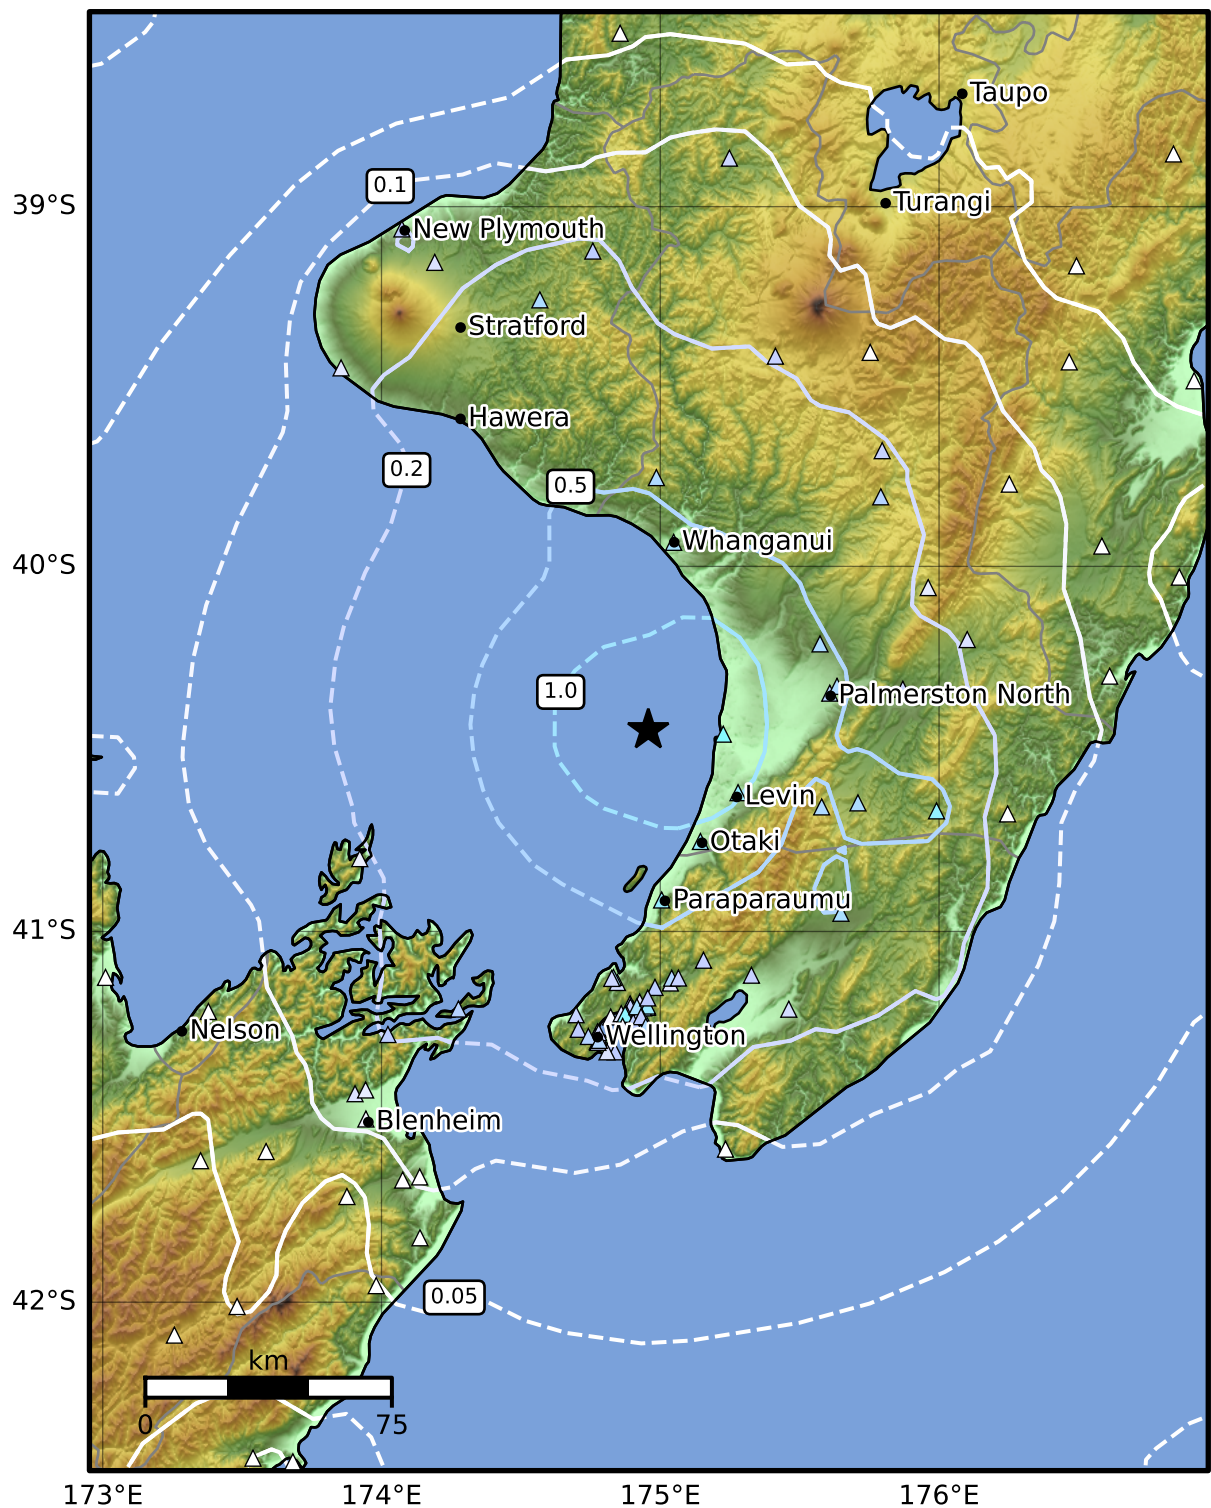 Taupo
0.1
Turangi
39°S
New Plymouth
Stratford
Hawera
0.2
0.5
Whanganui
40°S
1.0
Palmerston North
Levin
Otaki
Paraparaumu
41°S
Nelson
Wellington
Blenheim
0.05
42°S
km
0
75
173°E
174°E
175°E
176°E